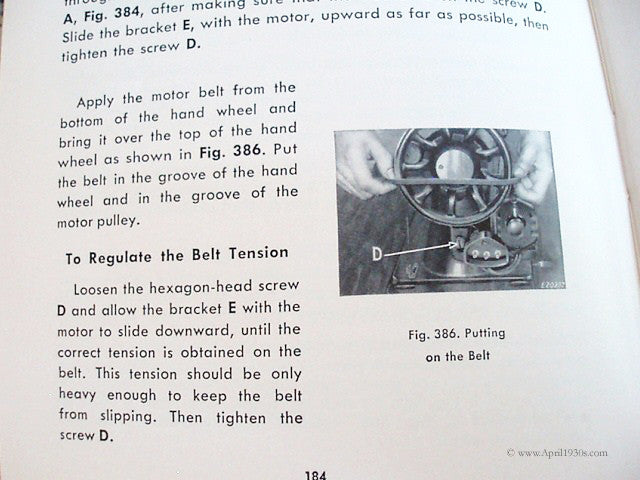 A, Fig. 384, after making sure that the screw D.
Slide the bracket E, with the motor, upward as far as possible, then
tighten the screw D.
Apply the motor belt from the
bottom of the hand wheel and
bring it over the top of the hand
wheel as shown in Fig. 386. Put
the belt in the groove of the hand
wheel and in the groove of the
motor pulley.
To Regulate the Belt Tension
Loosen the hexagon-head screw
D and allow the bracket E with the
motor to slide downward, until the
correct tension is obtained on the
belt. This tension should be only
heavy enough to keep the belt
from slipping. Then tighten the
screw D.
D
Fig. 386. Putting
on the Belt
184
© www.April1930s.com